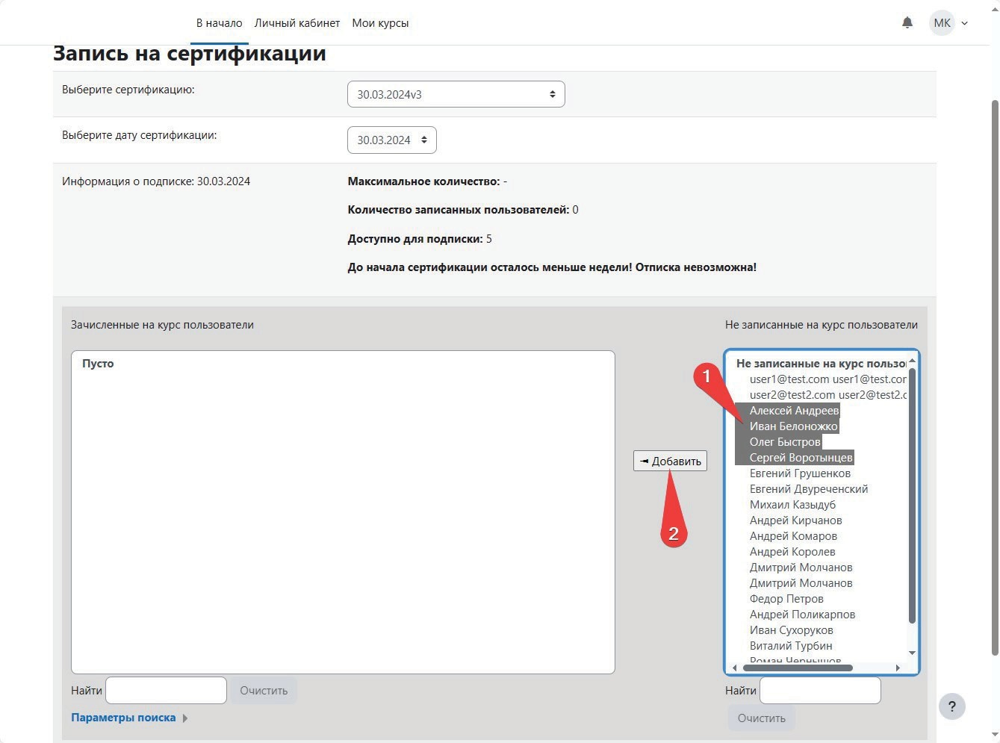 В начало Личный кабинет Мои курсы MK
Запись на сертификации
Выберите сертификацию: 30.03.2024v3
Выберите дату сертификации: 30.03.2024
Информация о подписке: 30.03.2024 Максимальное количество: -
Количество записанных пользователей: 0
Доступно для подписки: 5
До начала сертификации осталось меньше недели! Отписка невозможна!
Зачисленные на курс пользователи
Пусто
Найти Очистить
Параметры поиска
1
Добавить
2
Не записанные на курс пользователи
Не записанные на курс пользо
user1@test.com user1@test.cor
user2@test2.com user2@test2.c
Алексей Андреев
Иван Белоножко
Олег Быстров
Сергей Воротынцев
Евгений Грушенков
Евгений Двуреченский
Михаил Казыдуб
Андрей Кирчанов
Андрей Комаров
Андрей Королев
Дмитрий Молчанов
Дмитрий Молчанов
Федор Петров
Андрей Поликарпов
Иван Сухоруков
Виталий Турбин
Роман Чернышов
Найти
Очистить
?